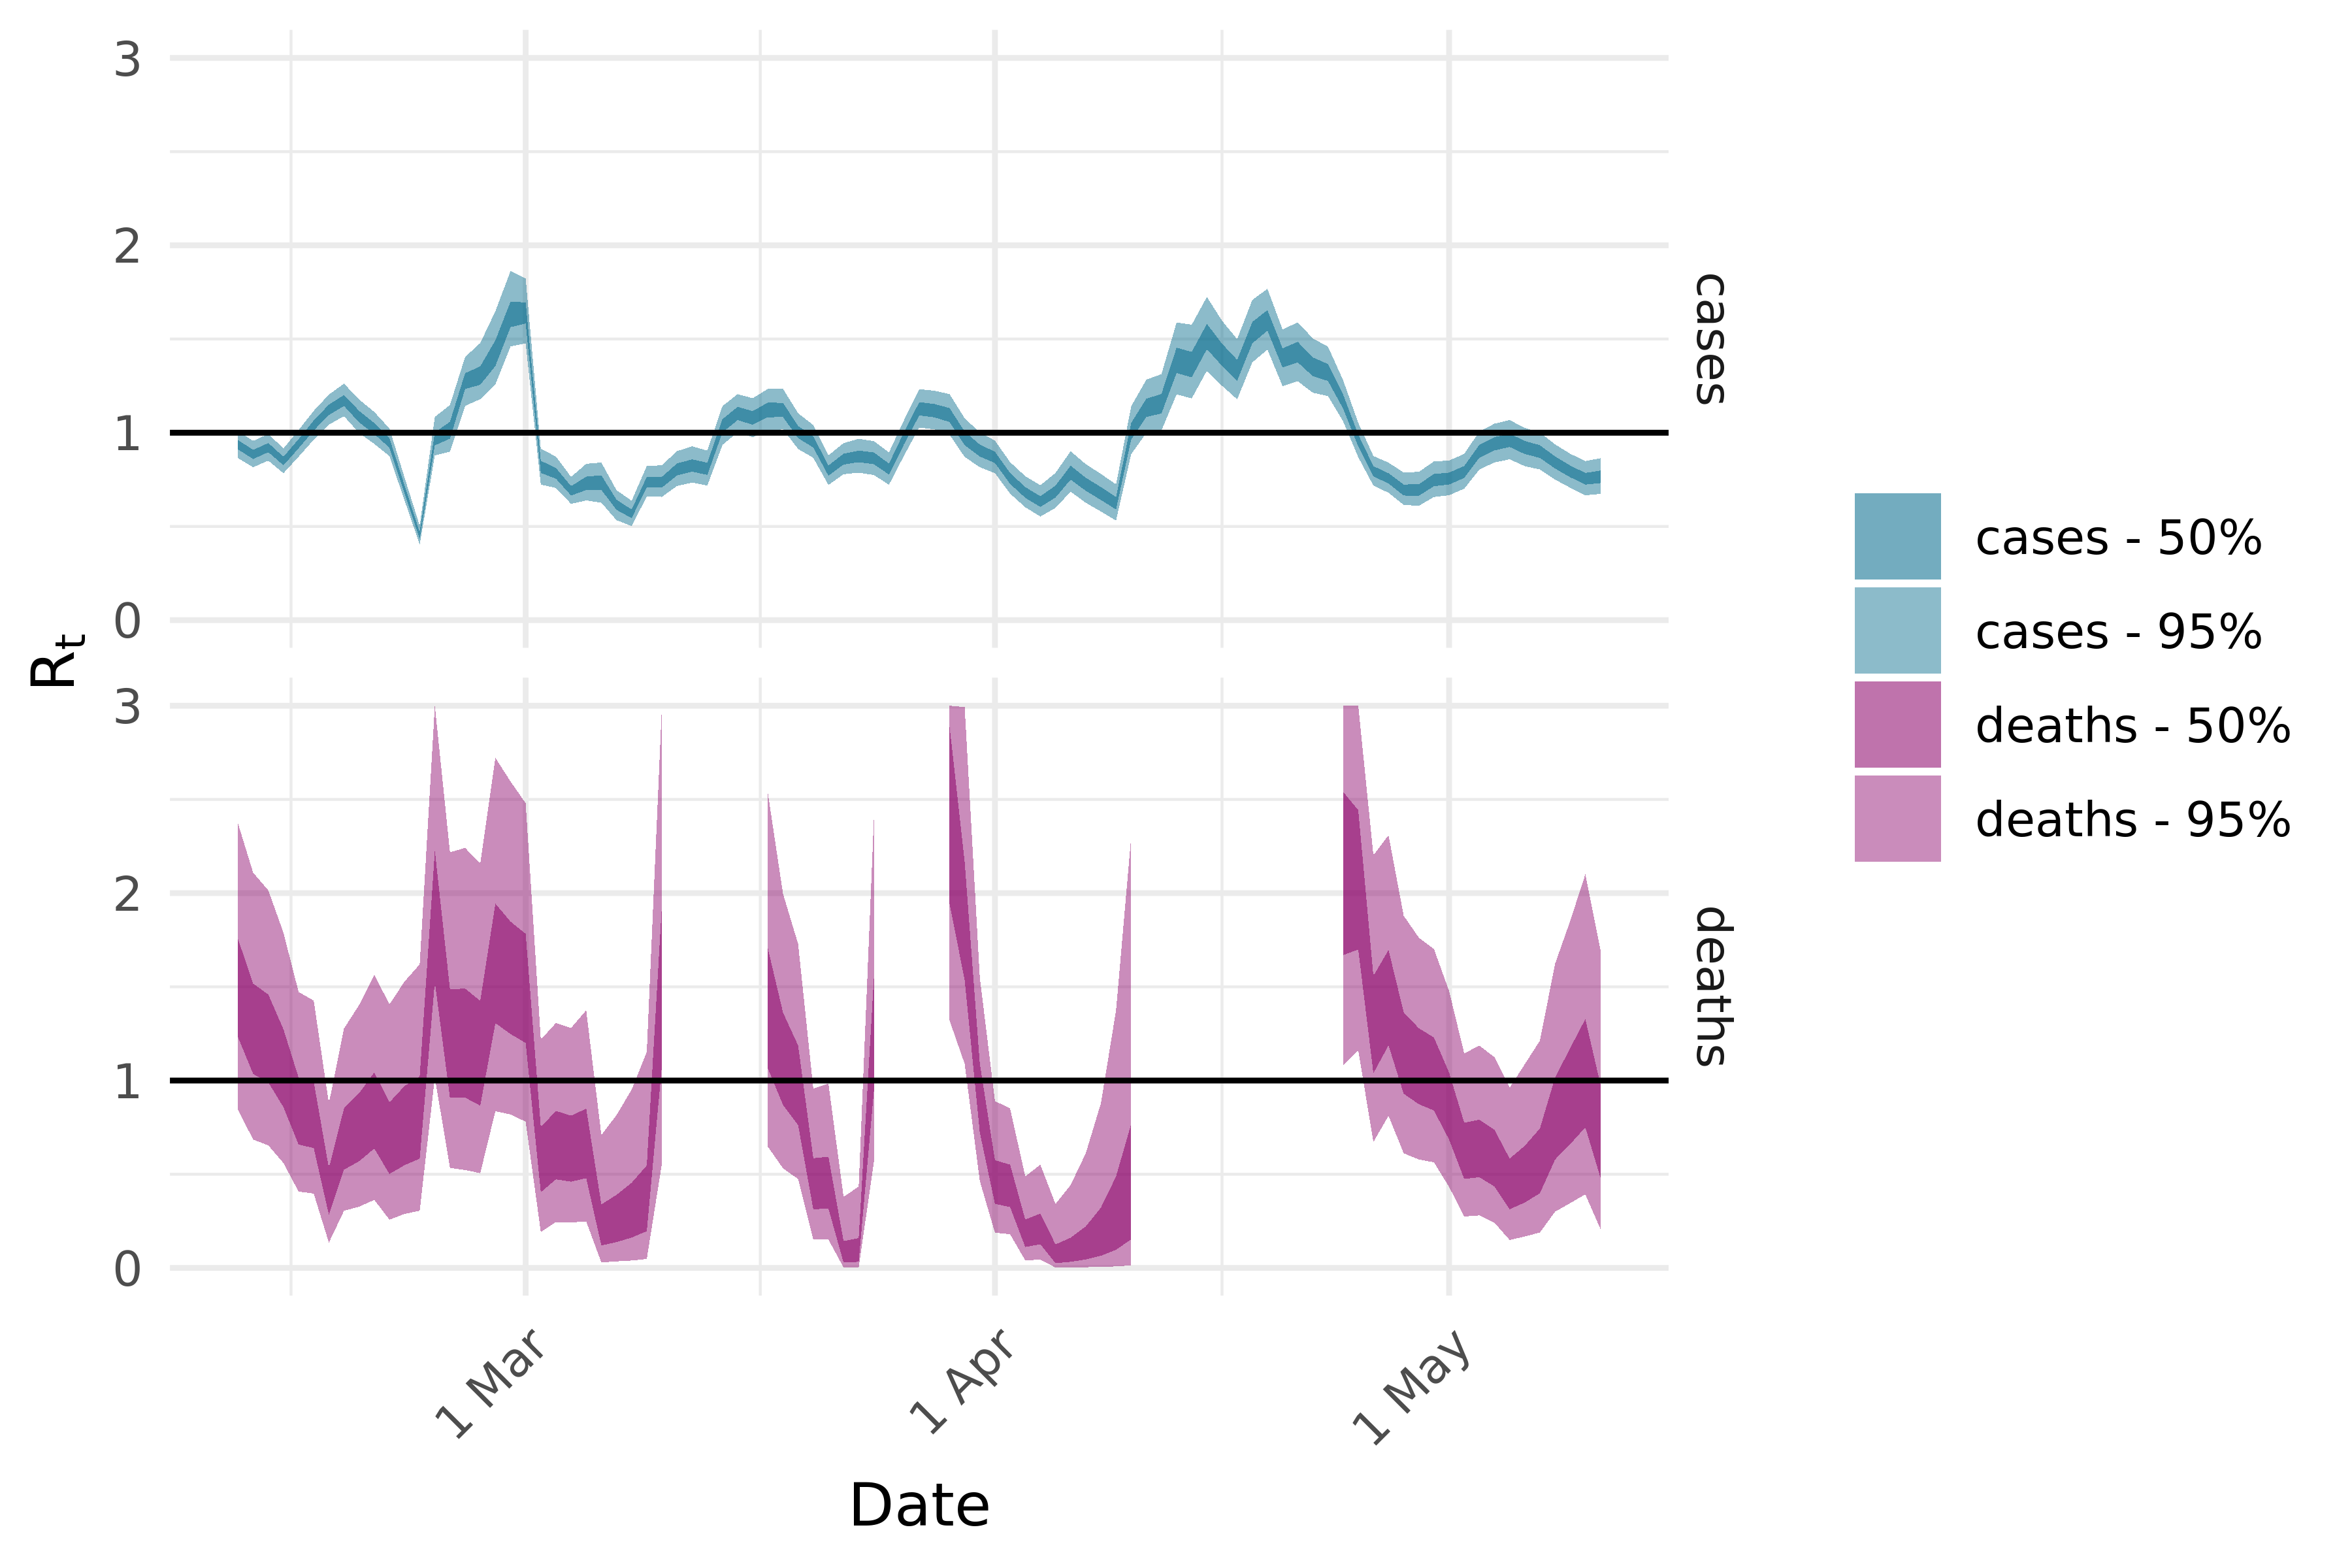 3
2
1
0
cases
3
2
1
0
deaths
Rt
1 Mar
1 Apr
1 May
Date
cases - 50%
cases - 95%
deaths - 50%
deaths - 95%